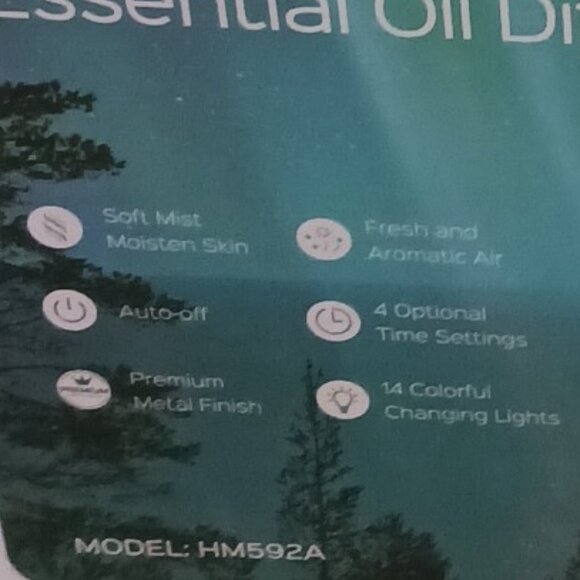 Essential Oil Di
Soft Mist
Moisten Skin
Fresh and
Aromatic Air
Auto-off
4 Optional
Time Settings
PREMIUM
Premium
Metal Finish
14 Colorful
Changing Lights
MODEL: HM592A